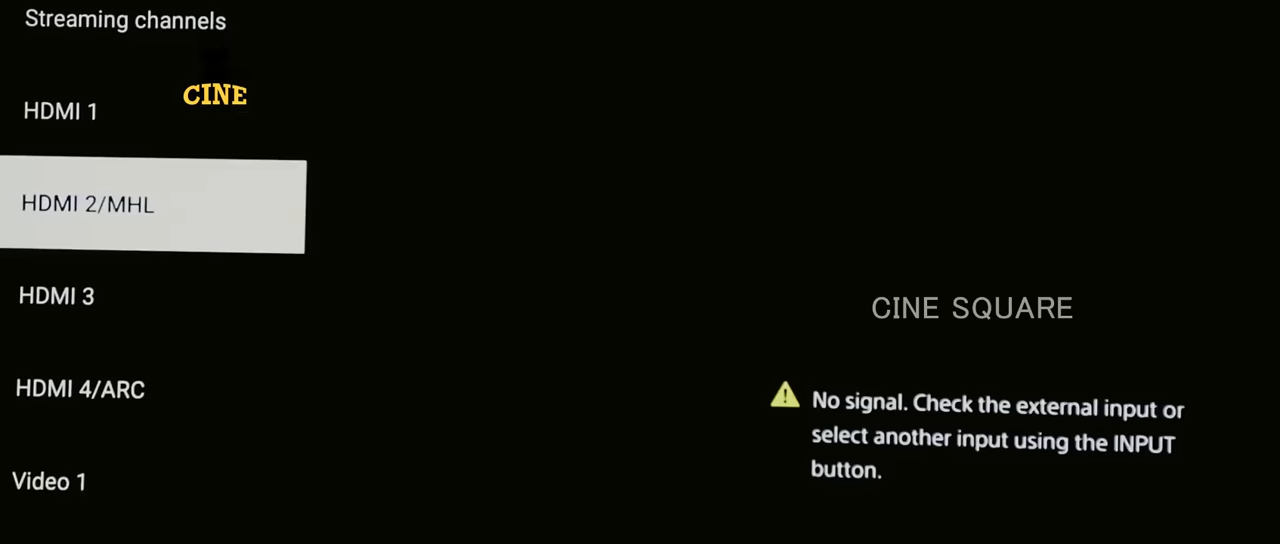 Streaming channels
CINE
HDMI 1
HDMI 2/MHL
HDMI 3
CINE SQUARE
HDMI 4/ARC
No signal. Check the external input or
select another input using the INPUT
button.
Video 1